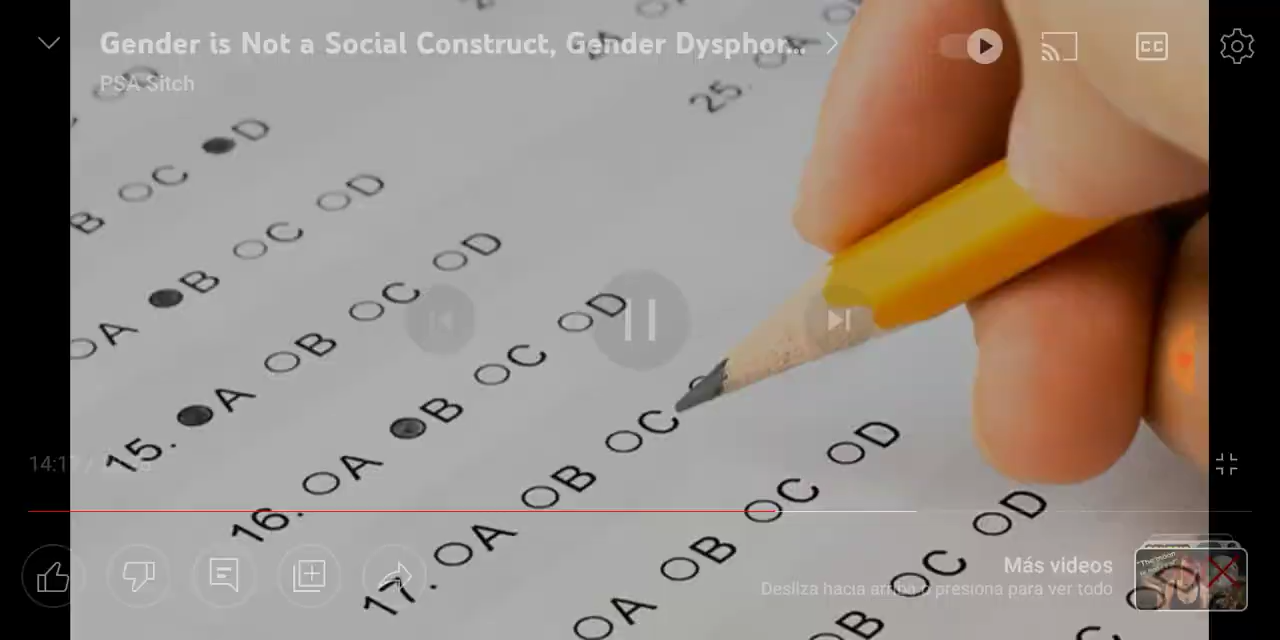 Gender is Not a Social Construct, Gender Dysphor...
PSA Sitch
CC
25.
A
D
B C D
A B C D
15. A B C D
16. A B C D
17. A B C
A B C D
B C D
14:17
Más videos
Desliza hacia arriba o presiona para ver todo